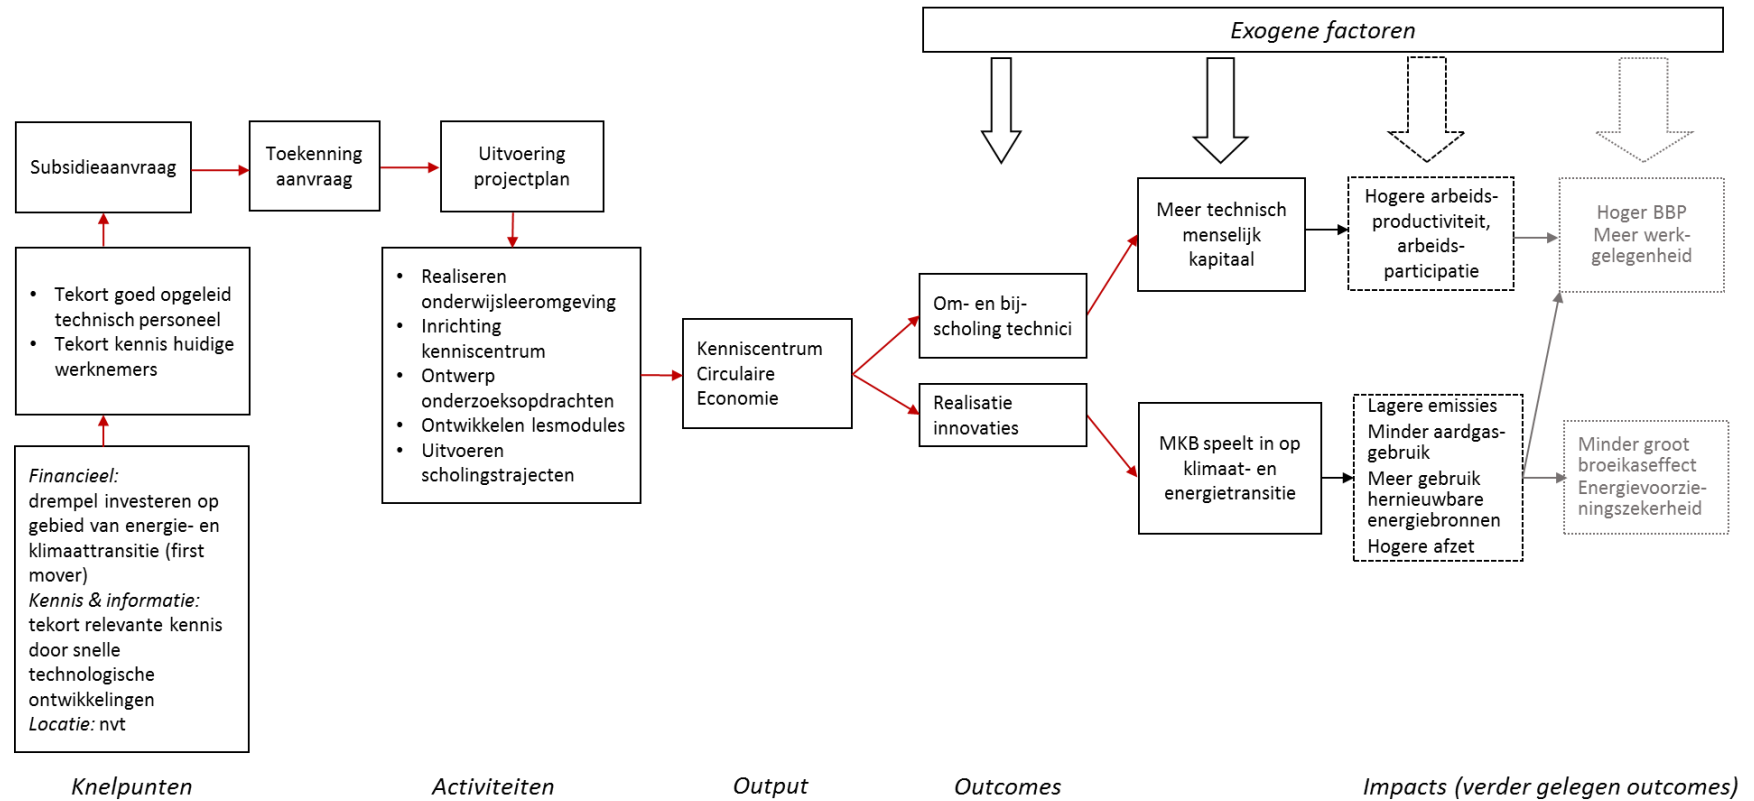 Exogene factoren
Subsidieaanvraag
Toekenning
aanvraag
Uitvoering
projectplan
• Tekort goed opgeleid
technisch personeel
• Tekort kennis huidige
werknemers
Financieel:
drempel investeren op
gebied van energie- en
klimaattransitie (first
mover)
Kennis & informatie:
tekort relevante kennis
door snelle
technologische
ontwikkelingen
Locatie: nvt
• Realiseren
onderwijsleeromgeving
• Inrichting
kenniscentrum
• Ontwerp
onderzoeksopdrachten
• Ontwikkelen lesmodules
• Uitvoeren
scholingstrajecten
Kenniscentrum
Circulaire
Economie
Om- en bij-
scholing technici
Realisatie
innovaties
Meer technisch
menselijk
kapitaal
MKB speelt in op
klimaat- en
energietransitie
Hogere arbeids-
productiviteit,
arbeids-
participatie
Lagere emissies
Minder aardgas-
gebruik
Meer gebruik
hernieuwbare
energiebronnen
Hogere afzet
Hoger BBP
Meer werk-
gelegenheid
Minder groot
broeikaseffect
Energievoorzie-
ningszekerheid
Knelpunten
Activiteiten
Output
Outcomes
Impacts (verder gelegen outcomes)